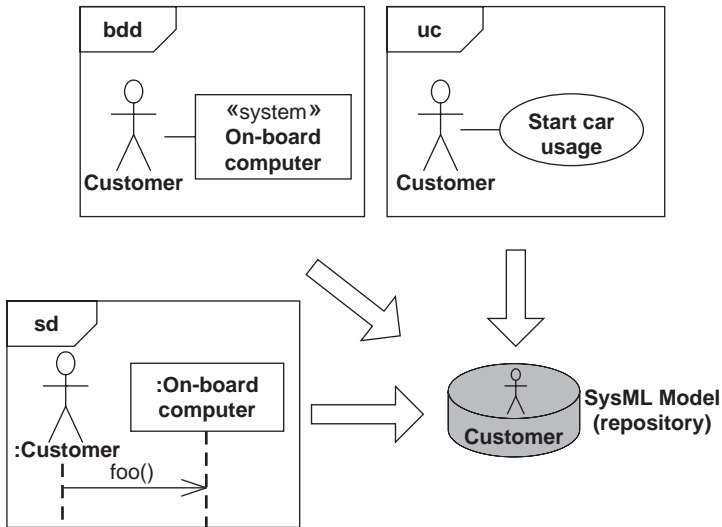 bdd
«system»
On-board
computer
Customer
uc
Start car
usage
Customer
sd
:On-board
computer
:Customer
foo()
SysML Model
(repository)
Customer